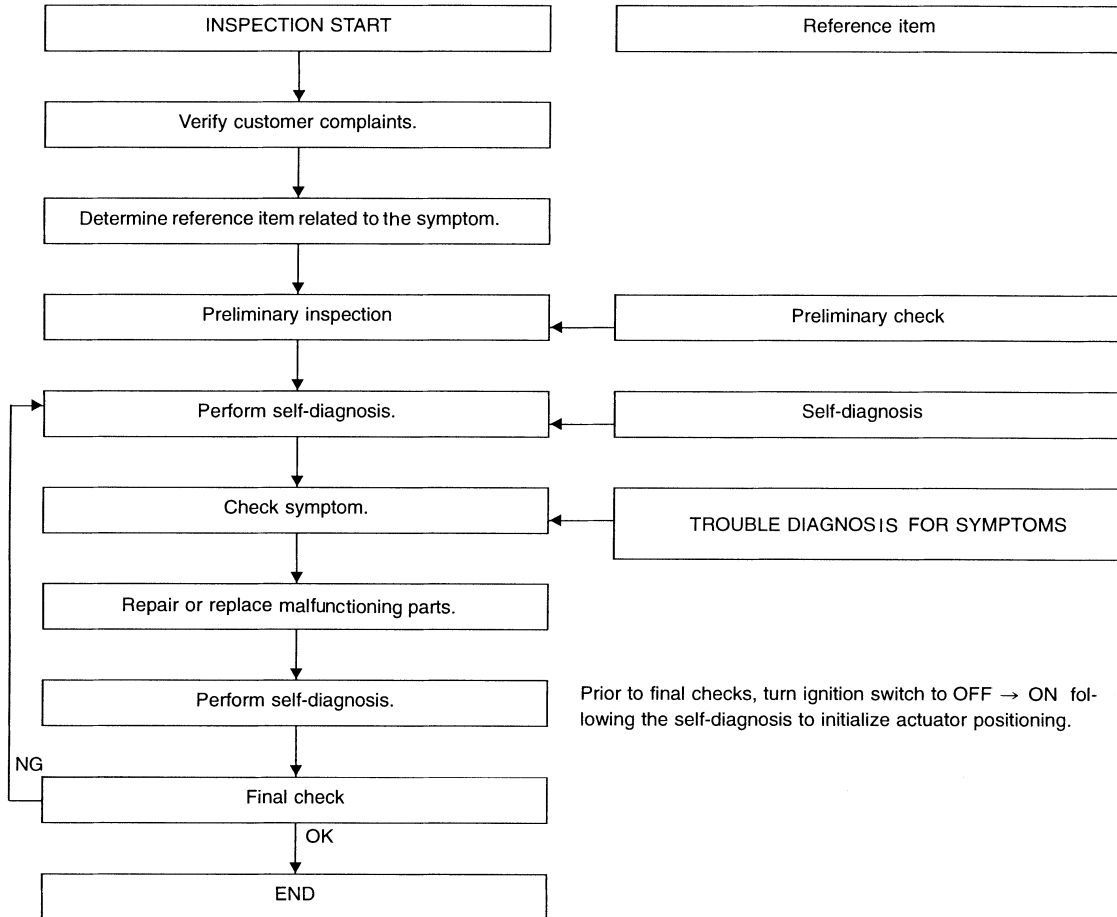 INSPECTION START
Reference item
Verify customer complaints.
Determine reference item related to the symptom.
Preliminary inspection
Preliminary check
Perform self-diagnosis.
Self-diagnosis
Check symptom.
TROUBLE DIAGNOSIS FOR SYMPTOMS
Repair or replace malfunctioning parts.
Perform self-diagnosis.
Prior to final checks, turn ignition switch to OFF → ON fol-
lowing the self-diagnosis to initialize actuator positioning.
NG
Final check
OK
END